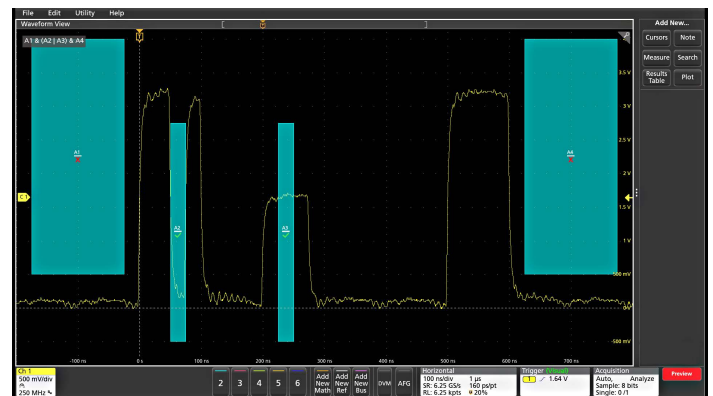 File Edit Utility Help
Waveform View
Add New...
A1 & (A2 | A3) & A4
Cursors Note
Measure Search
Results Table Plot
3.5 V
3 V
2.5 V
2 V
1.5 V
1 V
500 mV
0 V
-500 mV
A1
A2
A3
A4
C1
-100 ns 0 s 100 ns 200 ns 300 ns 400 ns 500 ns 600 ns 700 ns
Ch 1
500 mV/div
250 MHz
2 3 4 5 6
Add New Math
Add New Ref
Add New Bus
DVM AFG
Horizontal
100 ns/div 1 µs
SR: 6.25 GS/s 160 ps/pt
RL: 6.25 kpts 20%
Trigger (Visual)
1 1.64 V
Acquisition
Auto, Analyze
Sample: 8 bits
Single: 0 /1
Preview